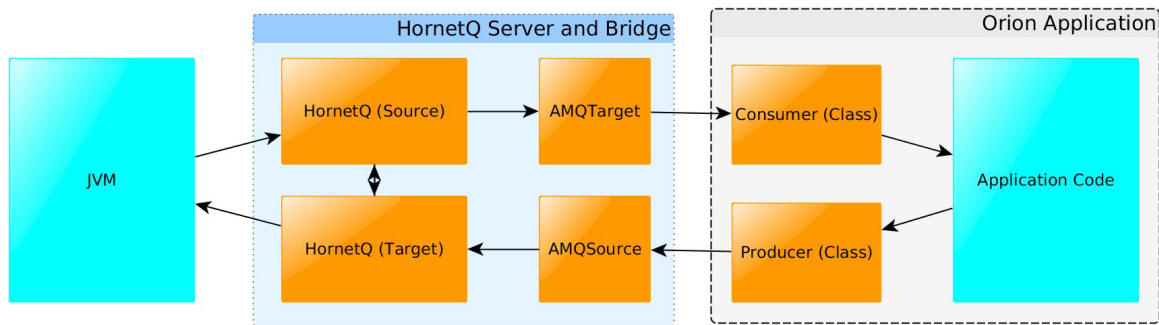 HornetQ Server and Bridge
Orion Application
JVM
HornetQ (Source)
AMQTarget
Consumer (Class)
Application Code
HornetQ (Target)
AMQSource
Producer (Class)